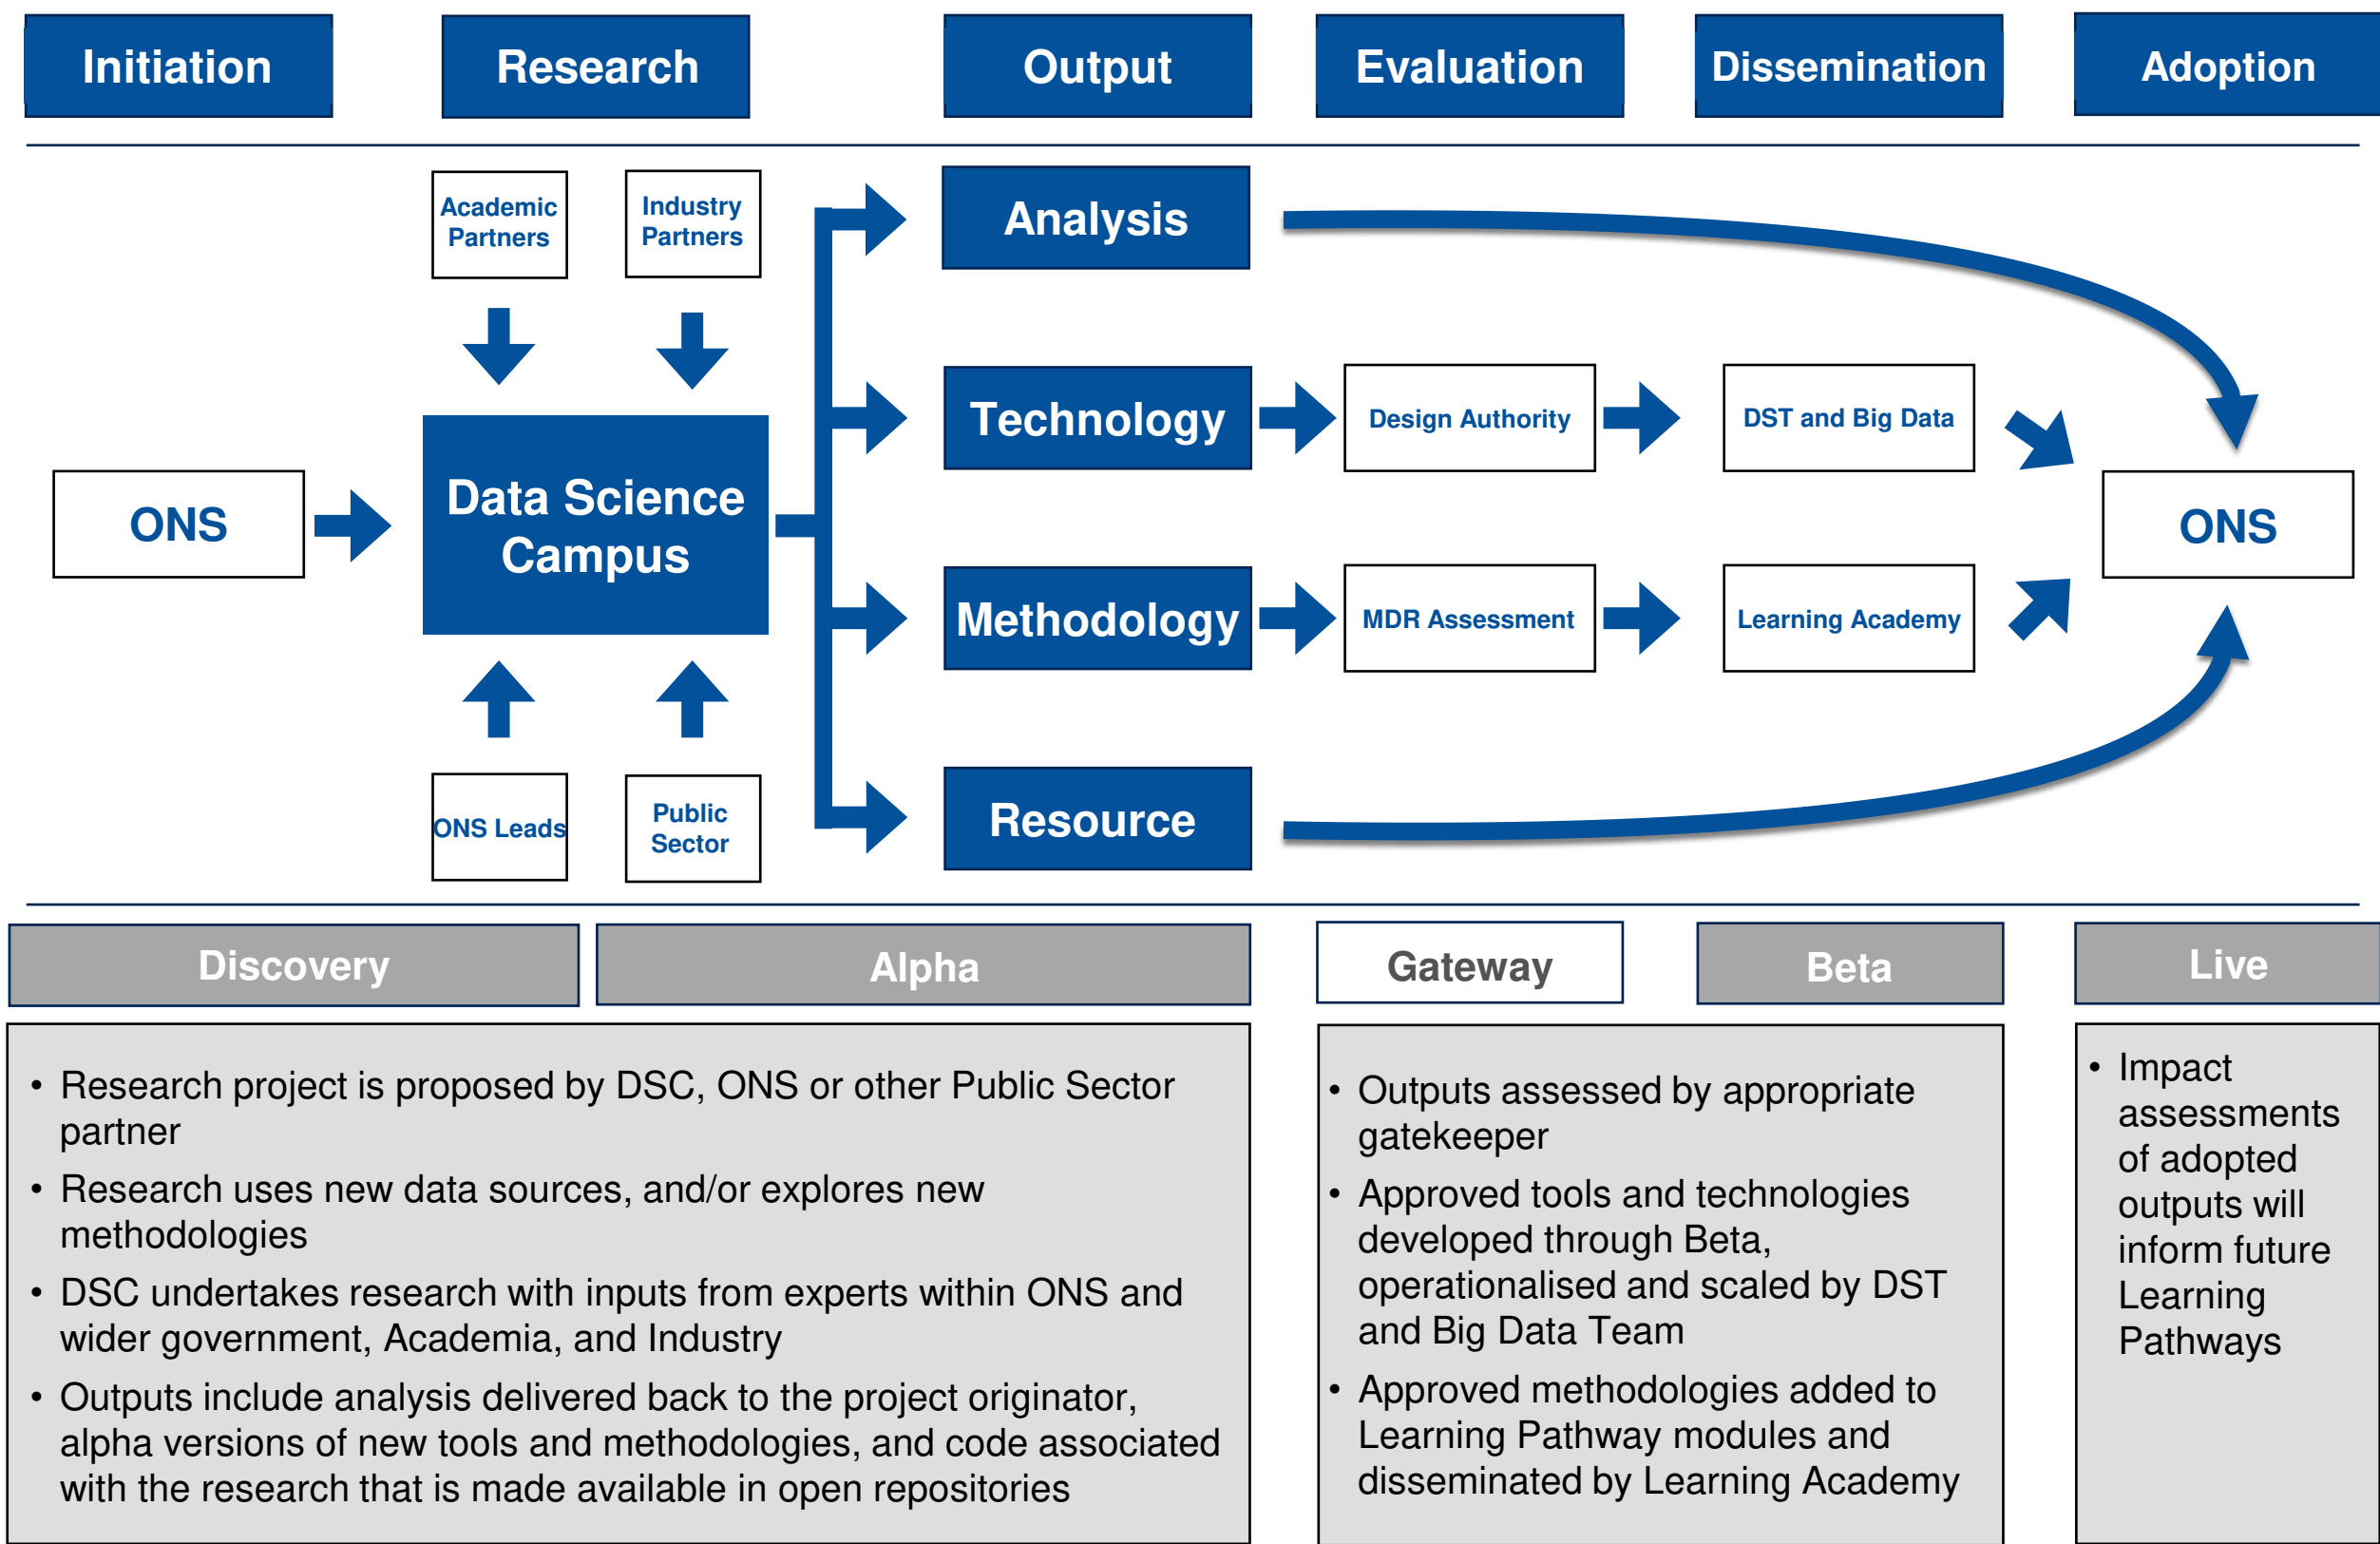 Initiation
Research
Output
Evaluation
Dissemination
Adoption
Academic
Partners
Industry
Partners
Analysis
Technology
Design Authority
DST and Big Data
ONS
Data Science
Campus
ONS
Methodology
MDR Assessment
Learning Academy
ONS Leads
Public
Sector
Resource
Discovery
Alpha
Gateway
Beta
Live
• Research project is proposed by DSC, ONS or other Public Sector
partner
• Research uses new data sources, and/or explores new
methodologies
• DSC undertakes research with inputs from experts within ONS and
wider government, Academia, and Industry
• Outputs include analysis delivered back to the project originator,
alpha versions of new tools and methodologies, and code associated
with the research that is made available in open repositories
• Outputs assessed by appropriate
gatekeeper
• Approved tools and technologies
developed through Beta,
operationalised and scaled by DST
and Big Data Team
• Approved methodologies added to
Learning Pathway modules and
disseminated by Learning Academy
• Impact
assessments
of adopted
outputs will
inform future
Learning
Pathways